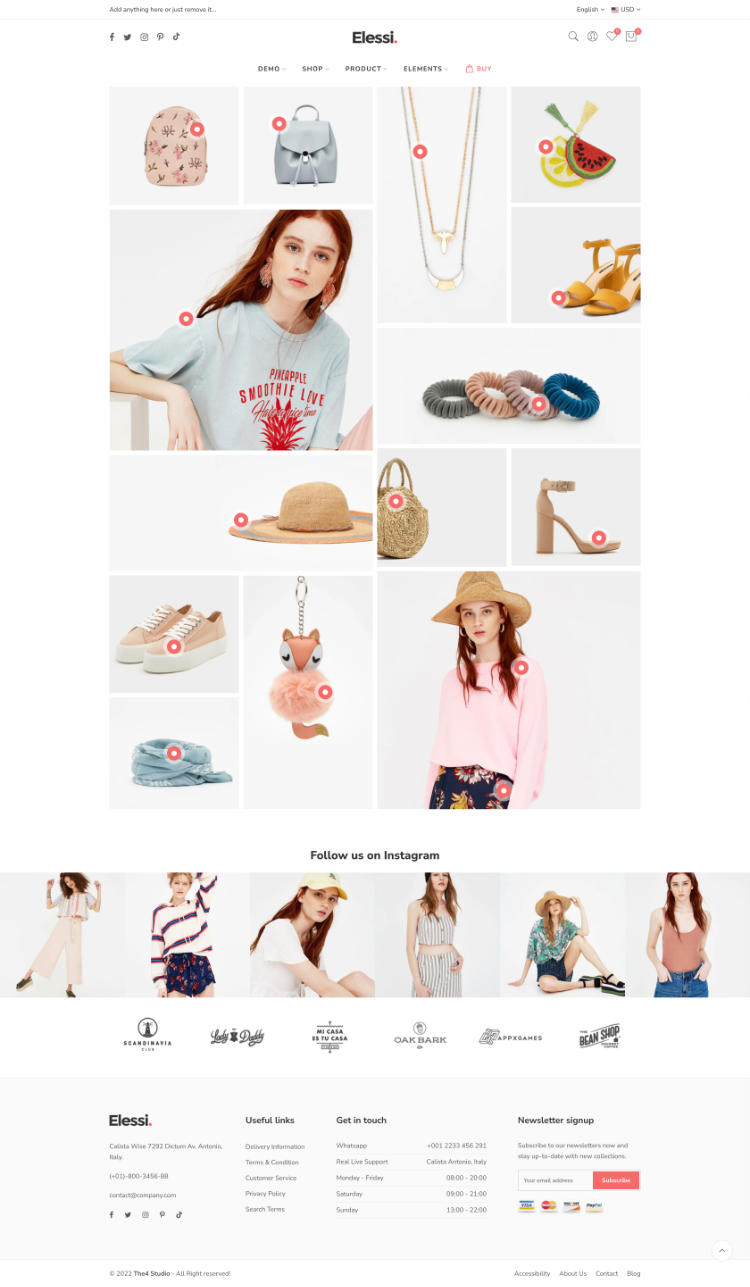 Add anything here or just remove it...
English
USD
Elessi.
0
0
DEMO
SHOP
PRODUCT
ELEMENTS
BUY
PINEAPPLE
SMOOTHIE LOVE
Have a nice time
Follow us on Instagram
SCANDINAVIA
CLUB
Lady Daddy
MI CASA
ES TU CASA
OAK BARK
APPXGAMES
THE
BEAN SHOP
Elessi.
Calista Wise 7292 Dictum Av. Antonio,
Italy.
(+01)-800-3456-88
contact@company.com
Useful links
Delivery Information
Terms & Condition
Customer Service
Privacy Policy
Search Terms
Get in touch
Whatsapp +001 2233 456 291
Real Live Support Calista Antonio, Italy
Monday - Friday 08:00 - 20:00
Saturday 09:00 - 21:00
Sunday 13:00 - 22:00
Newsletter signup
Subscribe to our newsletters now and
stay up-to-date with new collections.
Your email address
Subscribe
VISA
PayPal
© 2022 The4 Studio - All Right reserved!
Accessibility
About Us
Contact
Blog